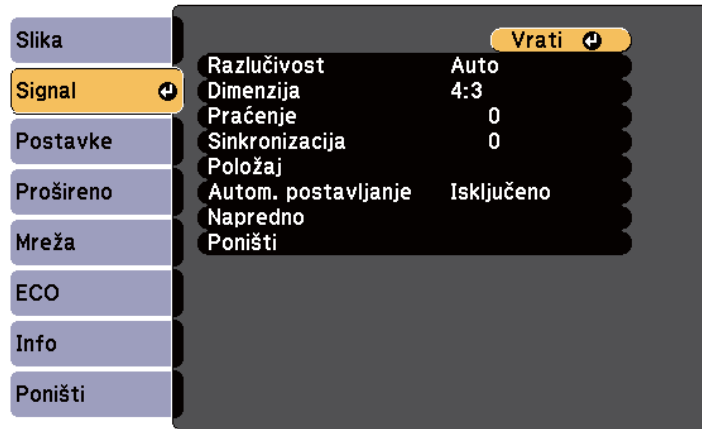 Slika
Signal
Postavke
Prošireno
Mreža
ECO
Info
Poništi
Vrati
Razlučivost Auto
Dimenzija 4:3
Praćenje 0
Sinkronizacija 0
Položaj
Autom. postavljanje Isključeno
Napredno
Poništi